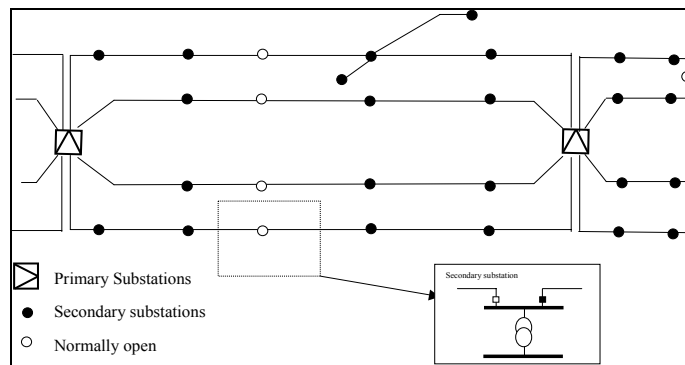 Secondary substation
Primary Substations
Secondary substations
Normally open